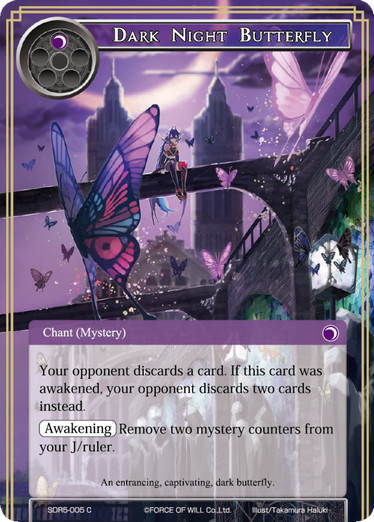 Dark Night Butterfly
Chant (Mystery)
Your opponent discards a card. If this card was
awakened, your opponent discards two cards
instead.
Awakening Remove two mystery counters from
your J/ruler.
An entrancing, captivating, dark butterfly.
SDR5-005 C ©FORCE OF WILL Co.,Ltd. Illust/Takamura Haluki